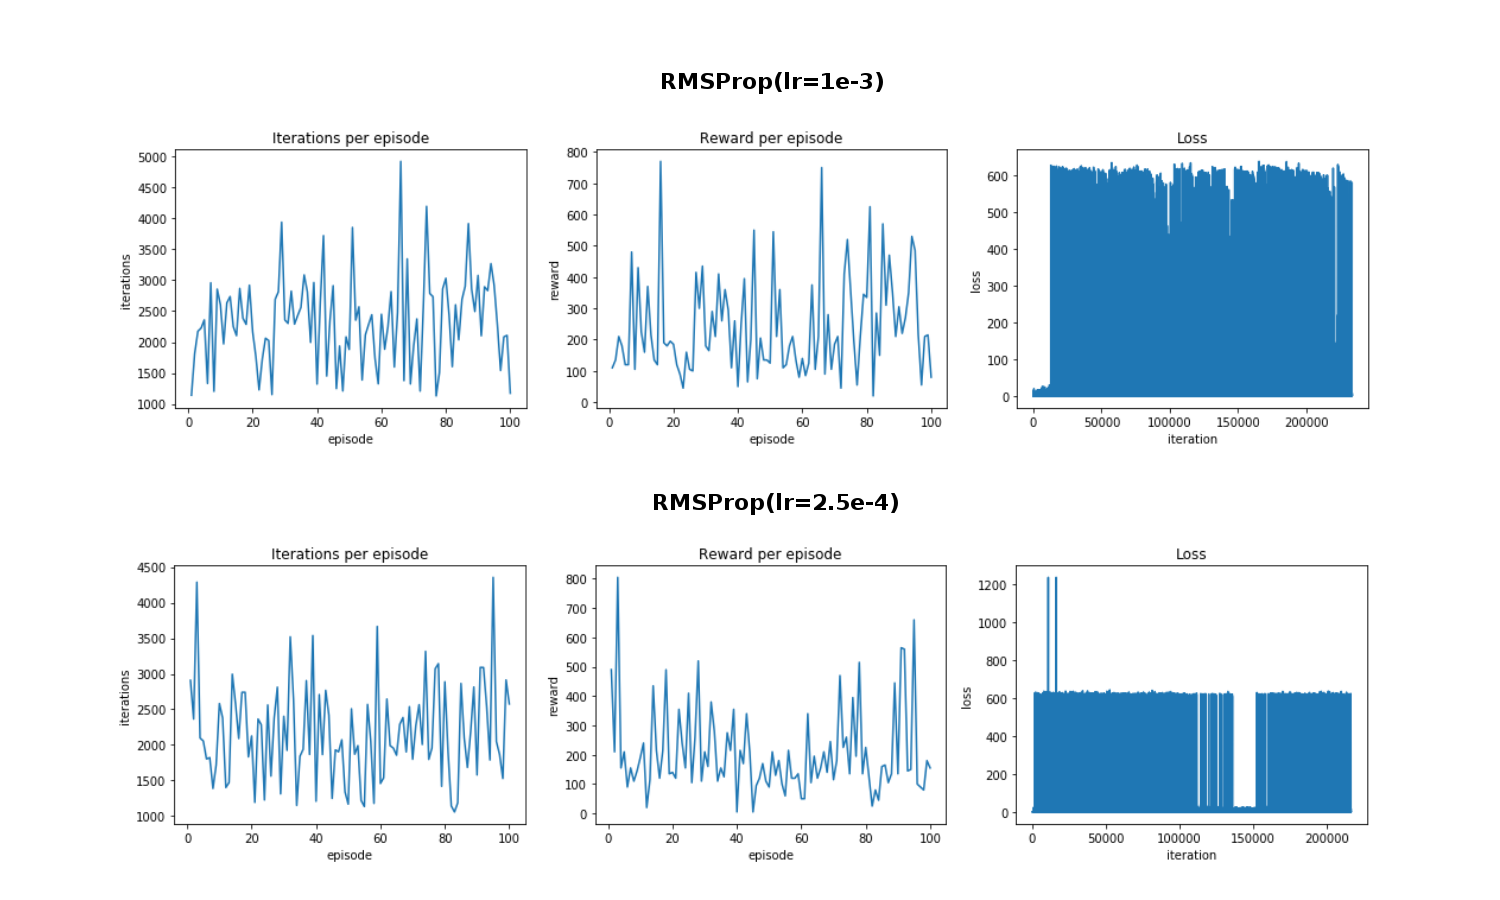 RMSProp(lr=1e-3)
Iterations per episode
Reward per episode
Loss
5000
4500
4000
3500
3000
2500
2000
1500
1000
iterations
0 20 40 60 80 100
episode
800
700
600
500
400
300
200
100
0
reward
0 20 40 60 80 100
episode
600
500
400
300
200
100
0
loss
0 50000 100000 150000 200000
iteration
RMSProp(lr=2.5e-4)
Iterations per episode
Reward per episode
Loss
4500
4000
3500
3000
2500
2000
1500
1000
iterations
0 20 40 60 80 100
episode
800
700
600
500
400
300
200
100
0
reward
0 20 40 60 80 100
episode
1200
1000
800
600
400
200
0
loss
0 50000 100000 150000 200000
iteration